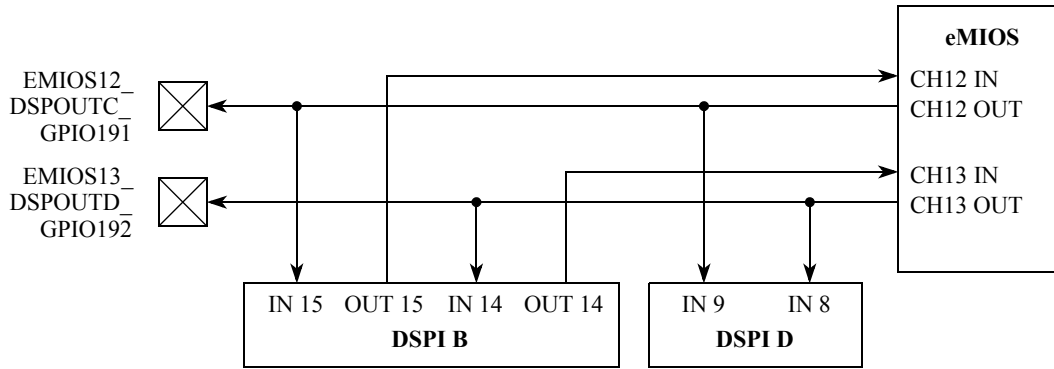 eMIOS
EMIOS12_
DSPOUTC_
GPIO191
CH12 IN
CH12 OUT
EMIOS13_
DSPOUTD_
GPIO192
CH13 IN
CH13 OUT
IN 15 OUT 15 IN 14 OUT 14
DSPI B
IN 9 IN 8
DSPI D